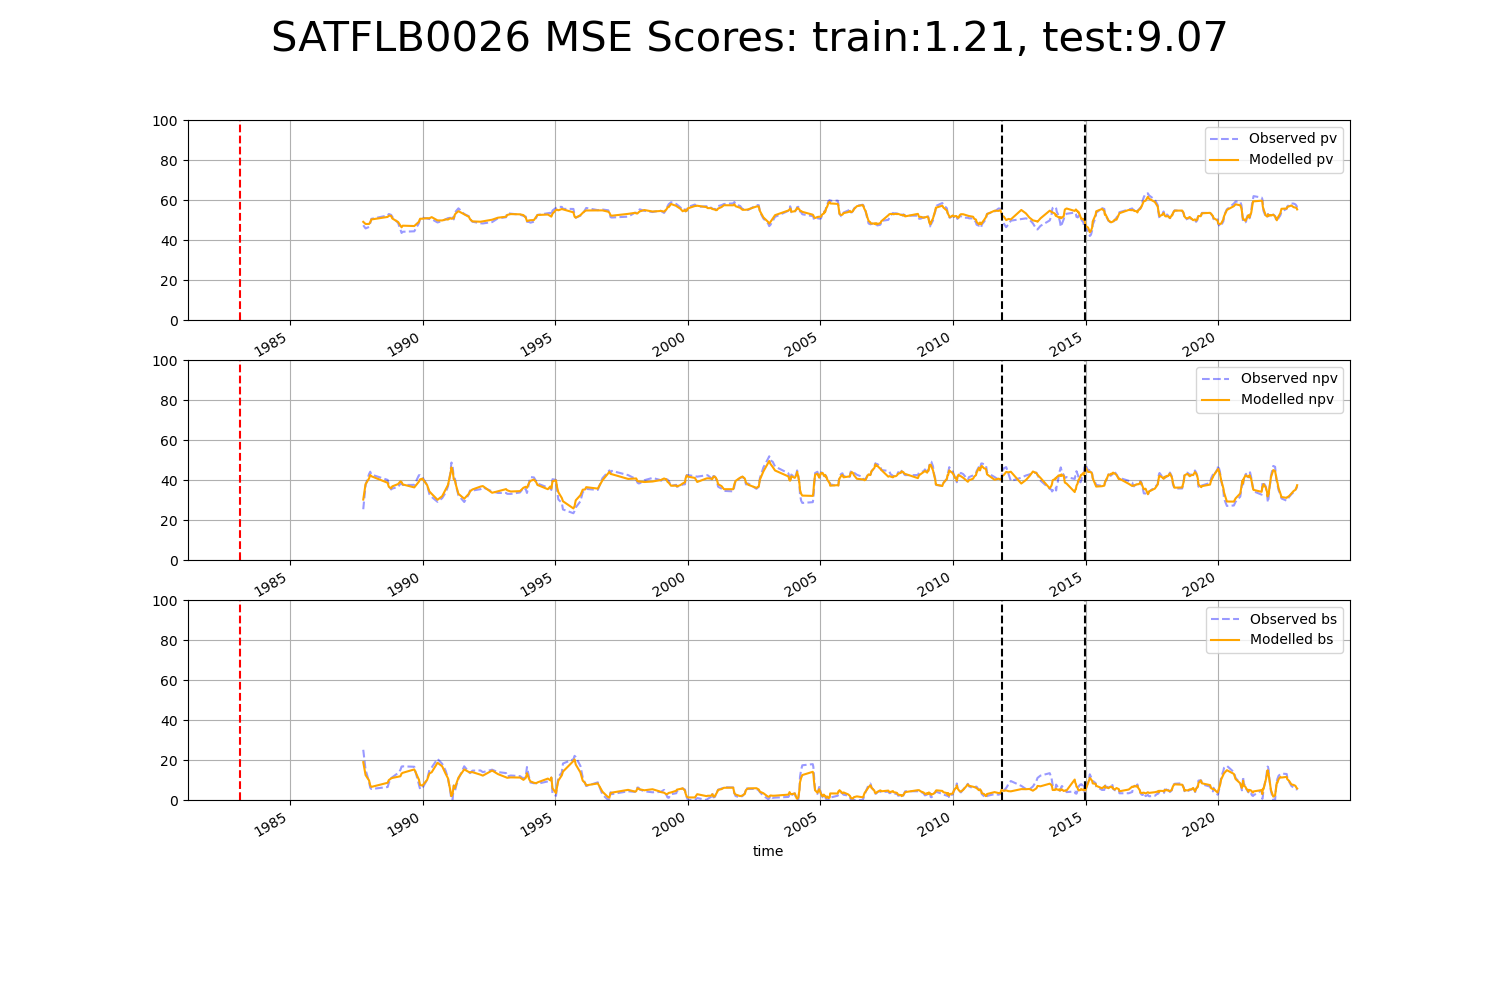 SATFLB0026 MSE Scores: train:1.21, test:9.07
100
80
60
40
20
0
Observed pv
Modelled pv
1985 1990 1995 2000 2005 2010 2015 2020
100
80
60
40
20
0
Observed npv
Modelled npv
1985 1990 1995 2000 2005 2010 2015 2020
100
80
60
40
20
0
Observed bs
Modelled bs
1985 1990 1995 2000 2005 2010 2015 2020
time